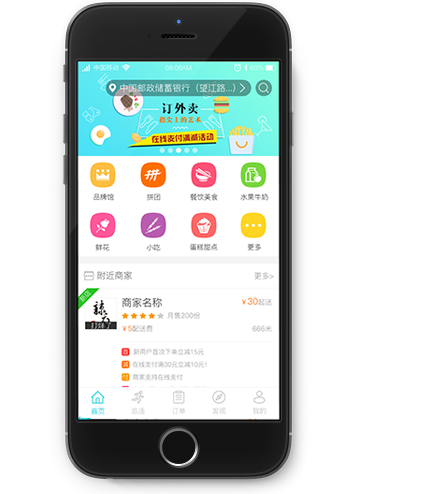 中国移动 08:08AM 80%
中国邮政储蓄银行（望江路...）
订外卖
指尖上的艺术
在线支付满减活动
品牌馆 拼团 餐饮美食 水果牛奶
鲜花 小吃 蛋糕甜点 更多
附近商家 更多>
商家名称 ¥30起送
月售200份
¥5配送费 666米
打烊了
新用户首次下单立减15元
在线支付满30元立减10元!
商家支持在线支付
首页 订单 发现 我的